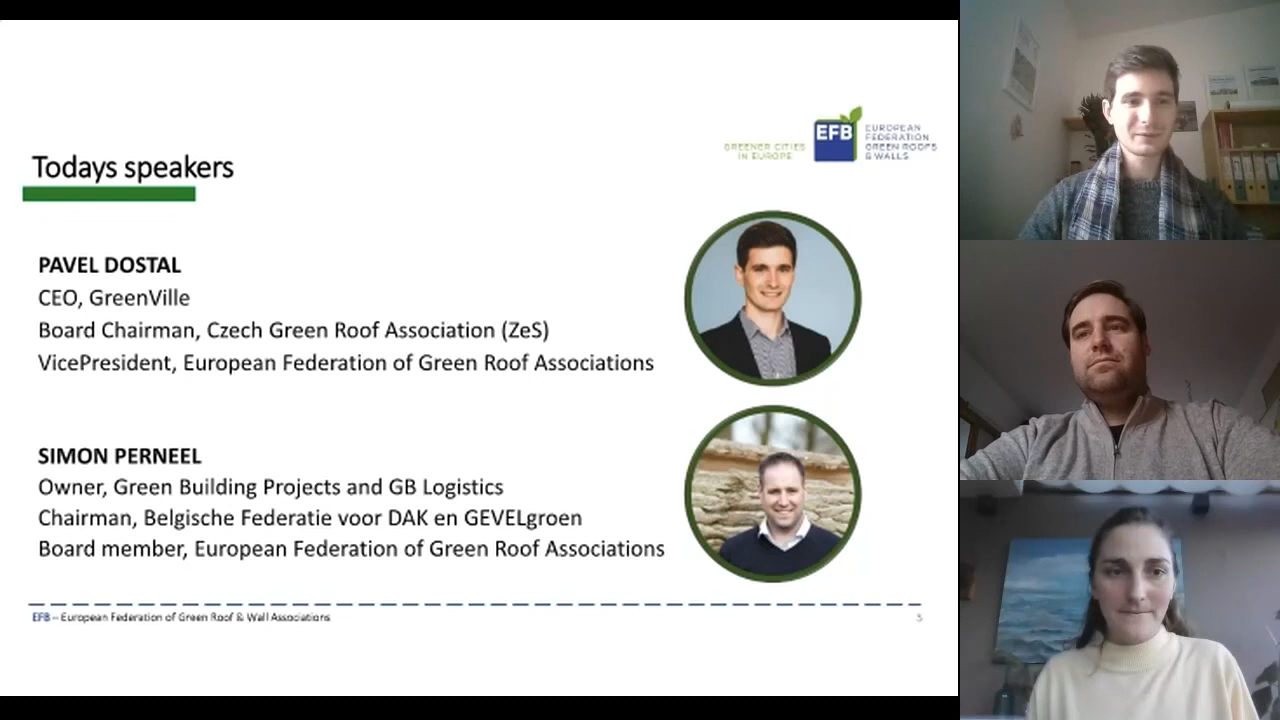 GREENER CITIES
IN EUROPE
EFB
EUROPEAN
FEDERATION
GREEN ROOFS
& WALLS
Todays speakers
PAVEL DOSTAL
CEO, GreenVille
Board Chairman, Czech Green Roof Association (ZeS)
VicePresident, European Federation of Green Roof Associations
SIMON PERNEEL
Owner, Green Building Projects and GB Logistics
Chairman, Belgische Federatie voor DAK en GEVELgroen
Board member, European Federation of Green Roof Associations
EFB – European Federation of Green Roof & Wall Associations